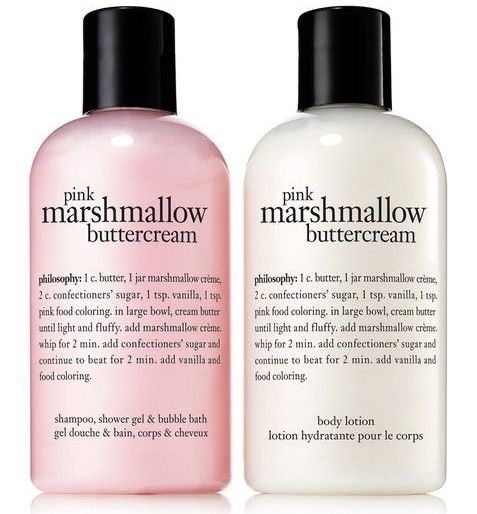 pink
marshmallow
buttercream
philosophy: 1 c. butter, 1 jar marshmallow crème,
2 c. confectioners' sugar, 1 tsp. vanilla, 1 tsp.
pink food coloring. in large bowl, cream butter
until light and fluffy. add marshmallow crème.
whip for 2 min. add confectioners' sugar and
continue to beat for 2 min. add vanilla and
food coloring.
shampoo, shower gel & bubble bath
gel douche & bain, corps & cheveux
pink
marshmallow
buttercream
philosophy: 1 c. butter, 1 jar marshmallow crème,
2 c. confectioners' sugar, 1 tsp. vanilla, 1 tsp.
pink food coloring. in large bowl, cream butter
until light and fluffy. add marshmallow crème.
whip for 2 min. add confectioners' sugar and
continue to beat for 2 min. add vanilla and
food coloring.
body lotion
lotion hydratante pour le corps